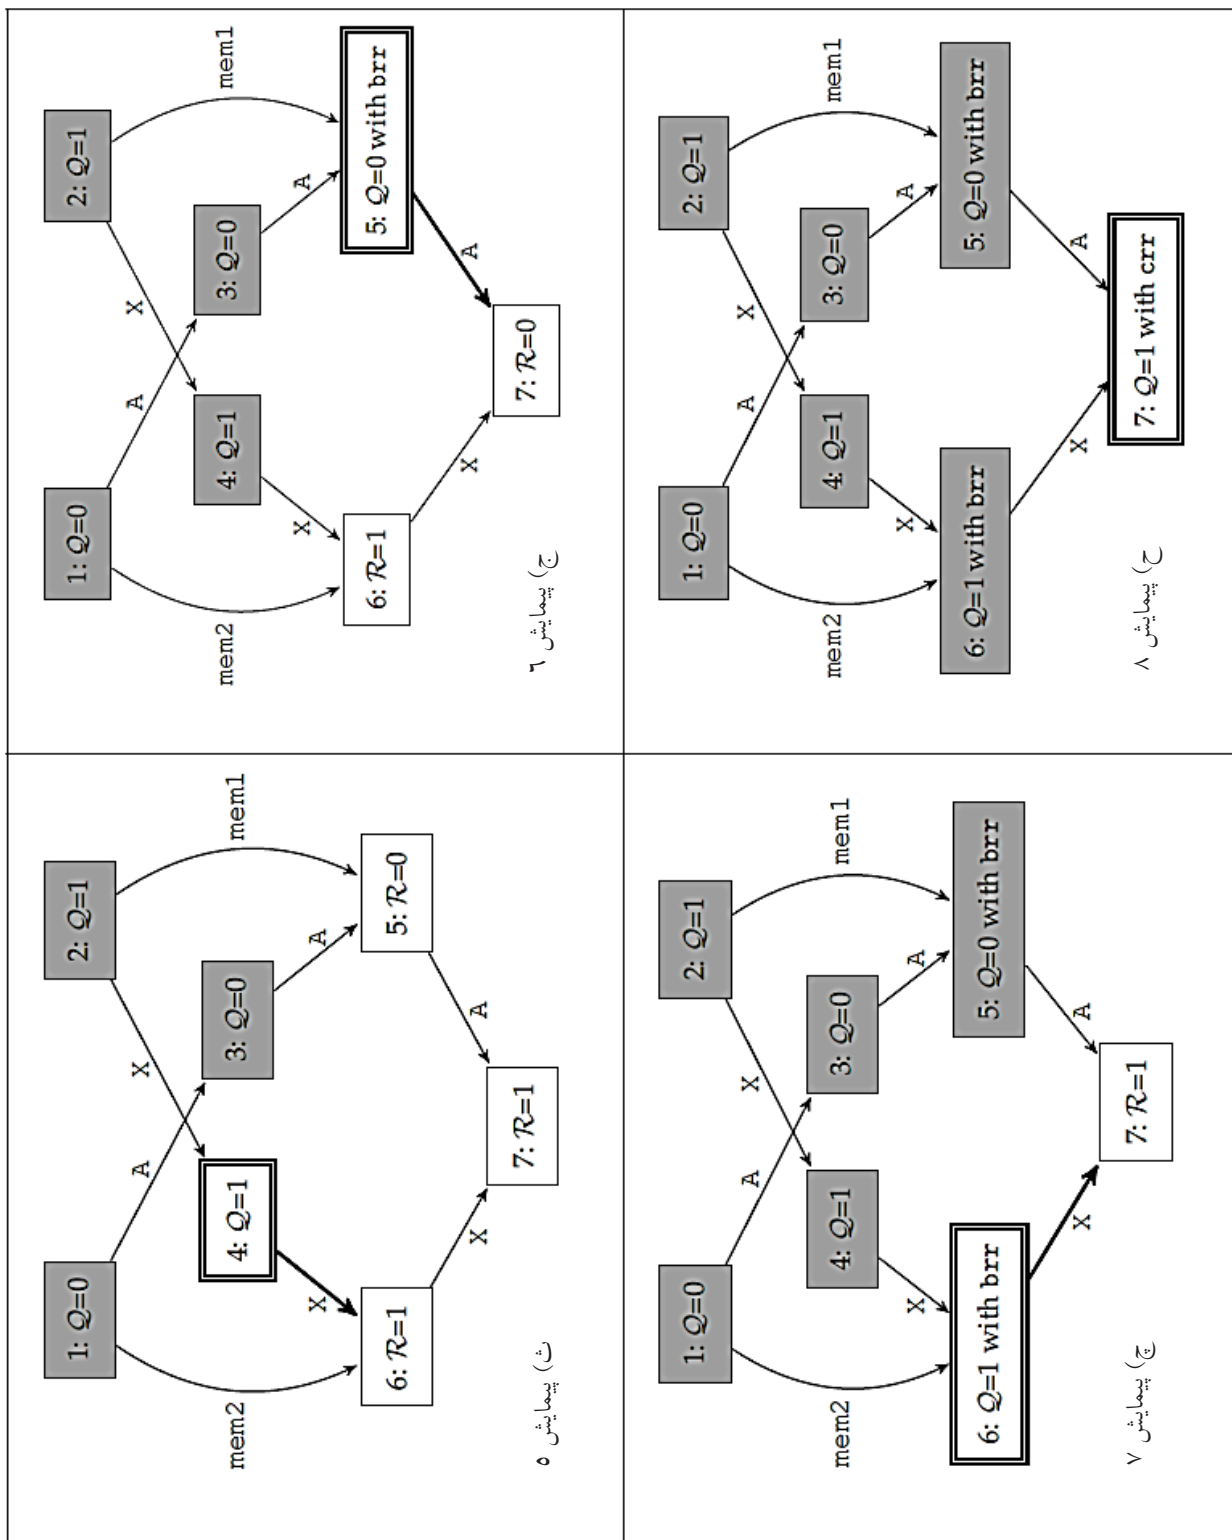 1: Q=0
2: Q=1
A
X
4: Q=1
3: Q=0
mem2
mem1
X
A
6: R=1
5: R=0
X
A
7: R=1
ث) پیمایش ٥
1: Q=0
2: Q=1
A
X
4: Q=1
3: Q=0
mem2
mem1
X
A
6: R=1
5: Q=0 with brr
X
A
7: R=0
ج) پیمایش ٦
1: Q=0
2: Q=1
A
X
4: Q=1
3: Q=0
mem2
mem1
X
A
6: Q=1 with brr
5: Q=0 with brr
X
A
7: R=1
چ) پیمایش ٧
1: Q=0
2: Q=1
A
X
4: Q=1
3: Q=0
mem2
mem1
X
A
6: Q=1 with brr
5: Q=0 with brr
X
A
7: Q=1 with crr
ح) پیمایش ٨